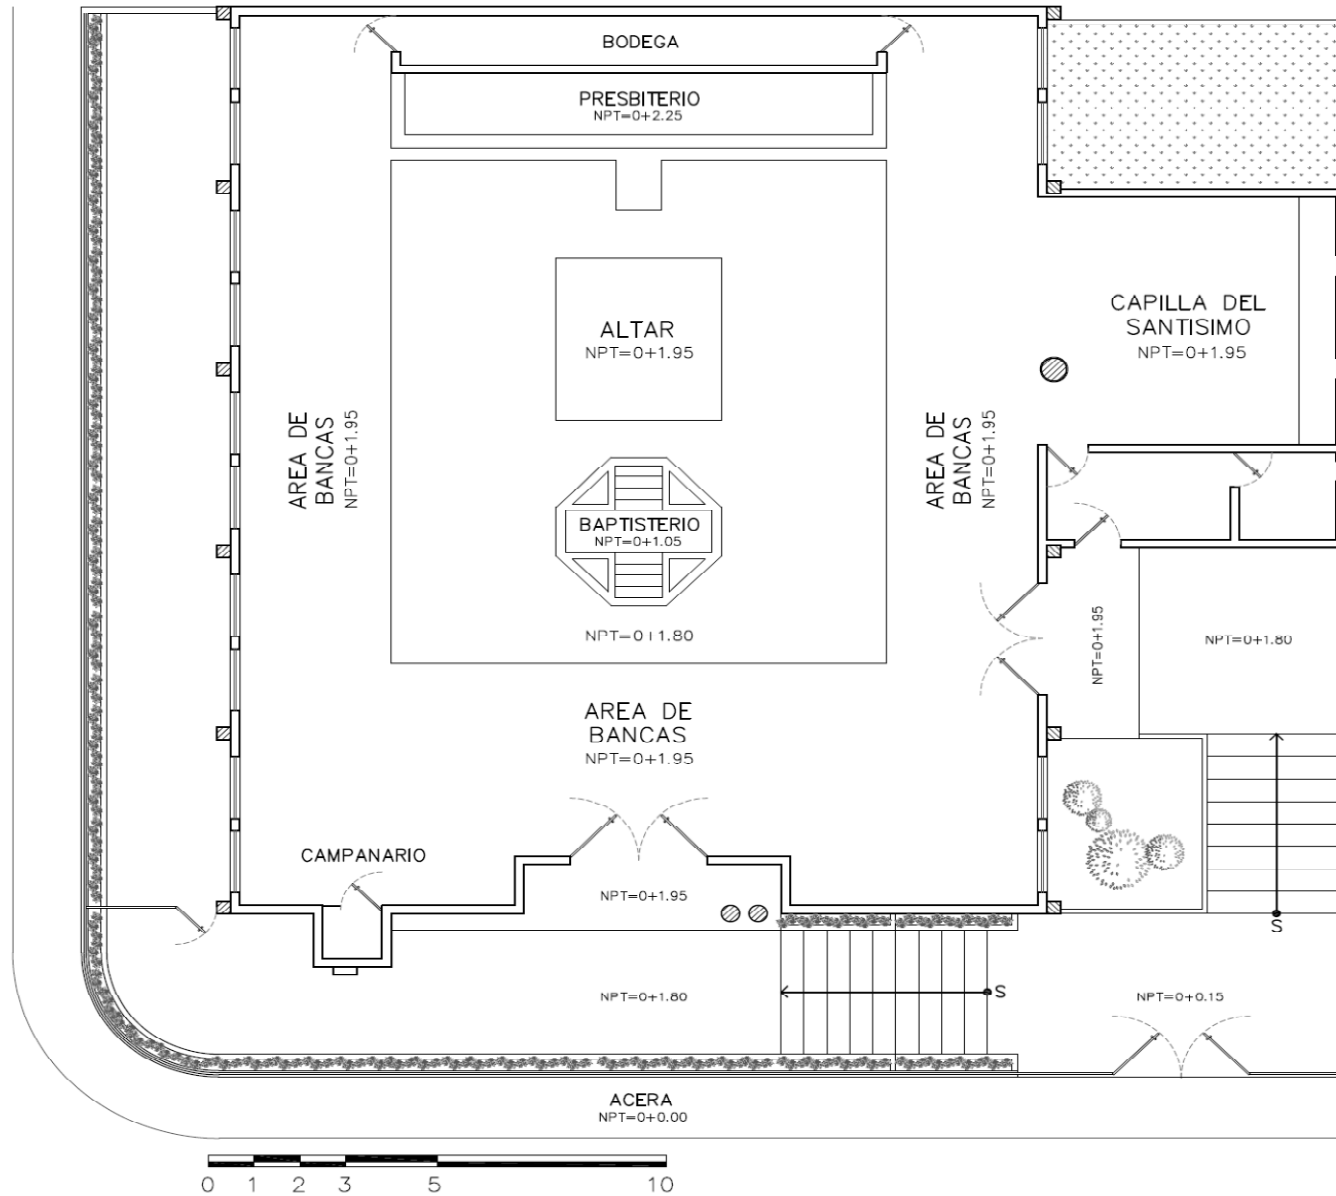 BODEGA
PRESBITERIO
NPT=0+2.25
ALTAR
NPT=0+1.95
CAPILLA DEL
SANTISIMO
NPT=0+1.95
AREA DE
BANCAS
NPT=0+1.95
AREA DE
BANCAS
NPT=0+1.95
BAPTISTERIO
NPT=0+1.05
NPT=0+1.80
NPT=0+1.95
NPT=0+1.80
AREA DE
BANCAS
NPT=0+1.95
CAMPANARIO
NPT=0+1.95
S
NPT=0+1.80
S
NPT=0+0.15
ACERA
NPT=0+0.00
0 1 2 3 5 10